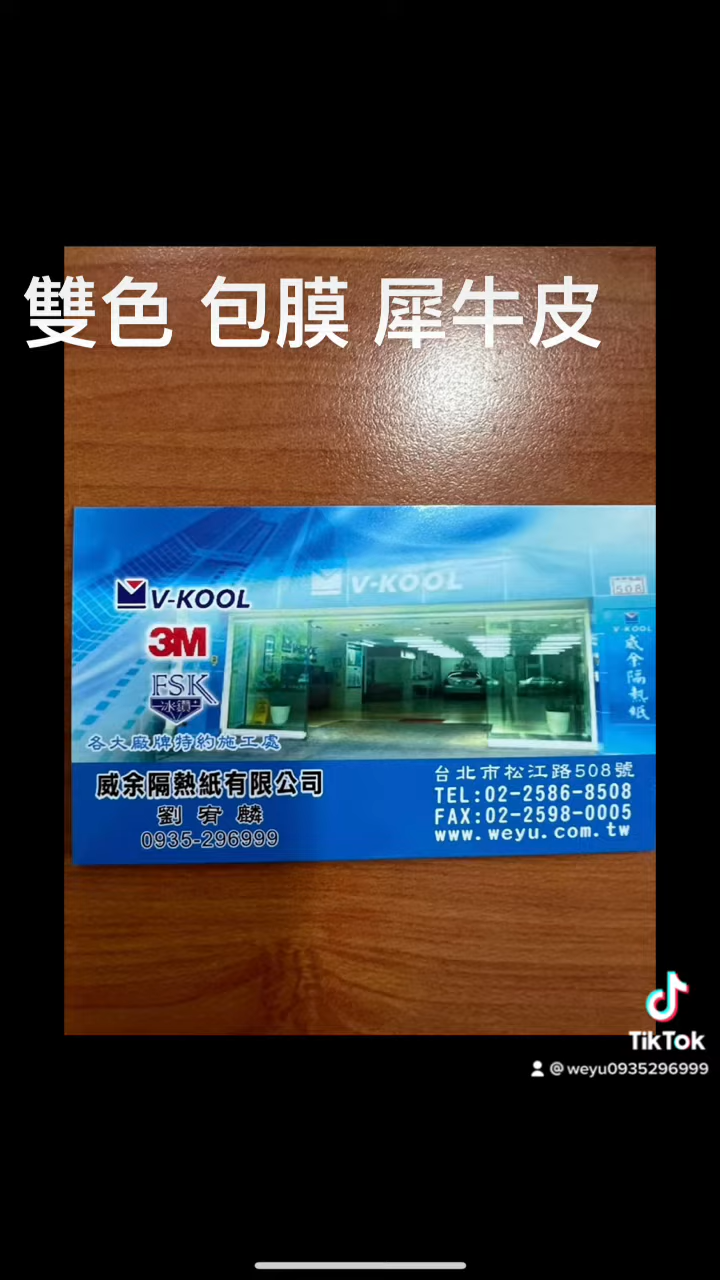 雙色 包膜 犀牛皮
V-KOOL
V-KOOL
508
3M
V-KOOL
FSK
冰鑽
威余隔熱紙
各大廠牌特約施工處
威余隔熱紙有限公司
劉宥麟
0935-296999
台北市松江路508號
TEL:02-2586-8508
FAX:02-2598-0005
www.weyu.com.tw
TikTok
@weyu0935296999